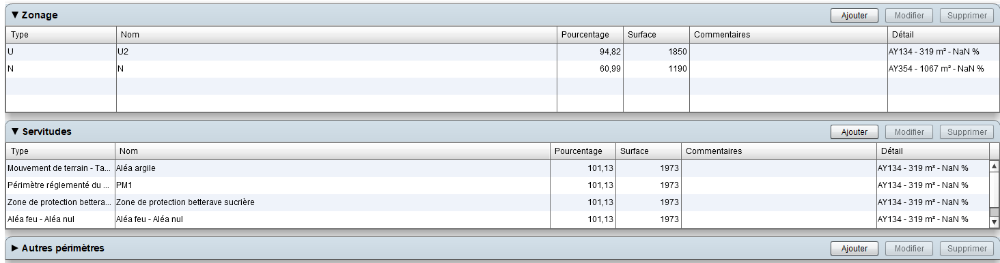 ▼ Zonage Ajouter Modifier Supprimer
Type Nom Pourcentage Surface Commentaires Détail
U U2 94,82 1850 AY134 - 319 m² - NaN %
N N 60,99 1190 AY354 - 1067 m² - NaN %
▼ Servitudes Ajouter Modifier Supprimer
Type Nom Pourcentage Surface Commentaires Détail
Mouvement de terrain - Ta... Aléa argile 101,13 1973 AY134 - 319 m² - NaN %
Périmètre réglementé du ... PM1 101,13 1973 AY134 - 319 m² - NaN %
Zone de protection bettera... Zone de protection betterave sucrière 101,13 1973 AY134 - 319 m² - NaN %
Aléa feu - Aléa nul Aléa feu - Aléa nul 101,13 1973 AY134 - 319 m² - NaN %
► Autres périmètres Ajouter Modifier Supprimer